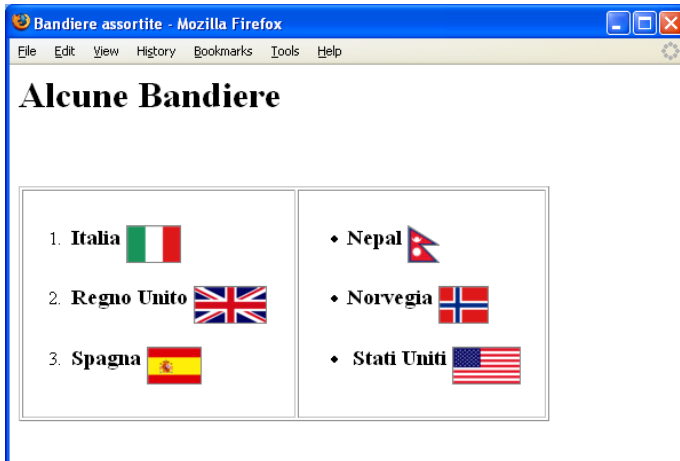 Bandiere assortite - Mozilla Firefox
File Edit View History Bookmarks Tools Help
Alcune Bandiere
1. Italia
2. Regno Unito
3. Spagna
• Nepal
• Norvegia
• Stati Uniti